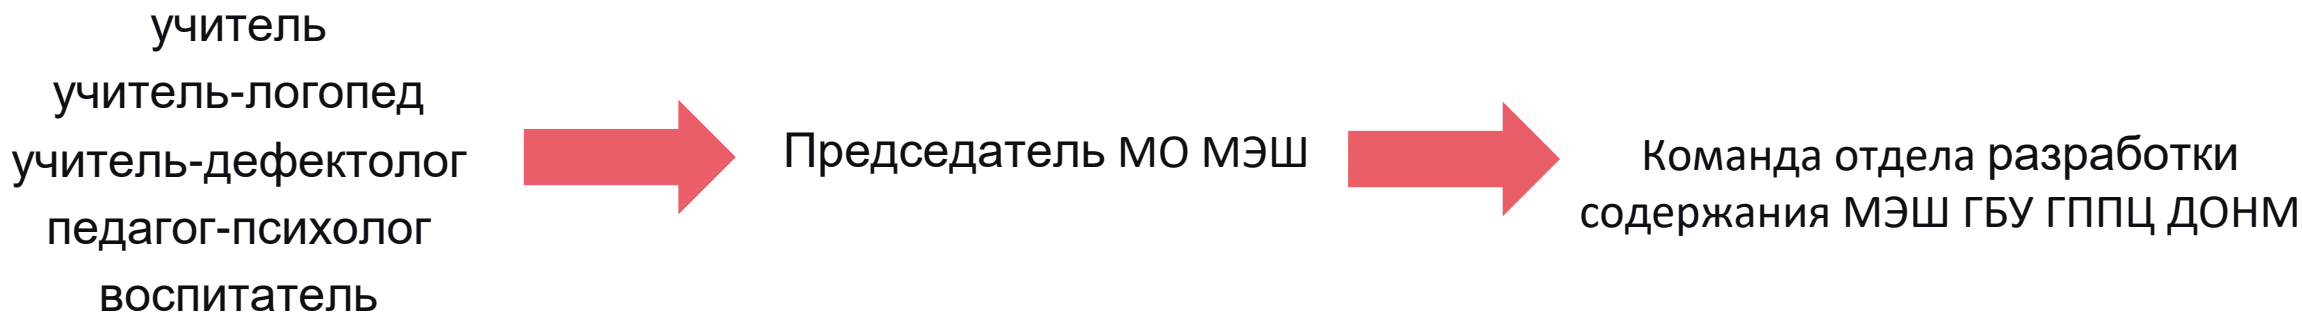 учитель
учитель-логопед
учитель-дефектолог
педагог-психолог
воспитатель
Председатель МО МЭШ
Команда отдела разработки
содержания МЭШ ГБУ ГППЦ ДОНМ